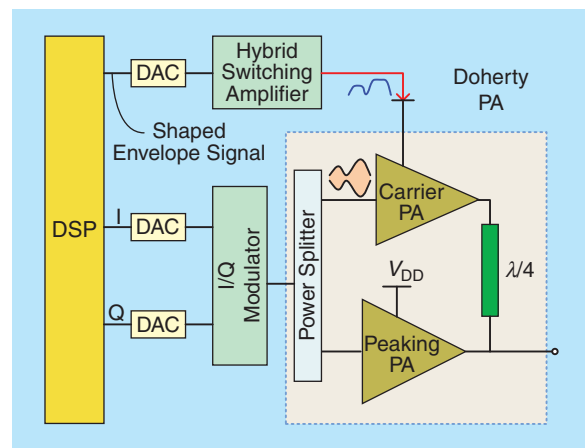 DSP
DAC
Hybrid
Switching
Amplifier
Doherty
PA
Shaped
Envelope Signal
I
DAC
Q
DAC
I/Q
Modulator
Power Splitter
Carrier
PA
λ/4
VDD
Peaking
PA